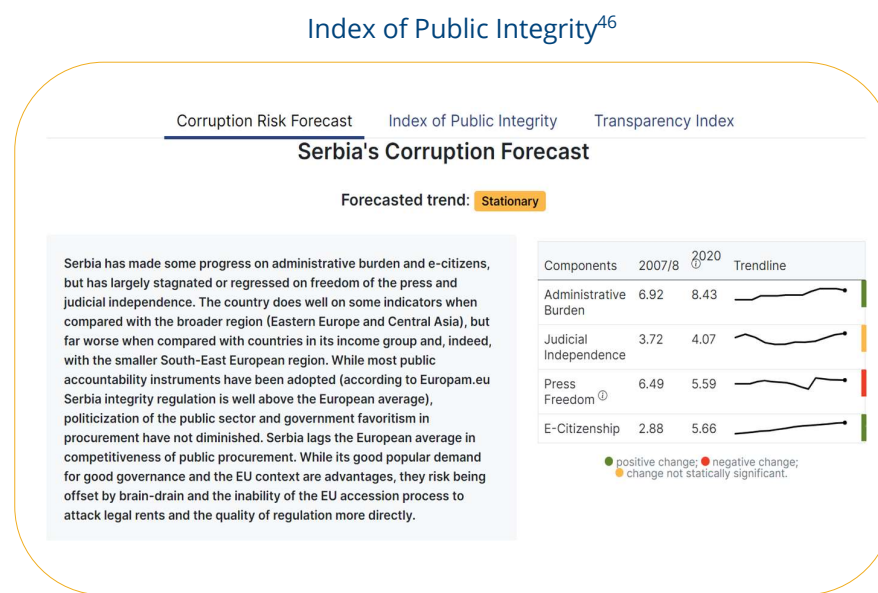 Index of Public Integrity46
Corruption Risk Forecast Index of Public Integrity Transparency Index
Serbia's Corruption Forecast
Forecasted trend: Stationary
Serbia has made some progress on administrative burden and e-citizens,
but has largely stagnated or regressed on freedom of the press and
judicial independence. The country does well on some indicators when
compared with the broader region (Eastern Europe and Central Asia), but
far worse when compared with countries in its income group and, indeed,
with the smaller South-East European region. While most public
accountability instruments have been adopted (according to Europam.eu
Serbia integrity regulation is well above the European average),
politicization of the public sector and government favoritism in
procurement have not diminished. Serbia lags the European average in
competitiveness of public procurement. While its good popular demand
for good governance and the EU context are advantages, they risk being
offset by brain-drain and the inability of the EU accession process to
attack legal rents and the quality of regulation more directly.
Components 2007/8 2020 ⓘ Trendline
Administrative 6.92 8.43
Burden
Judicial 3.72 4.07
Independence
Press 6.49 5.59
Freedom ⓘ
E-Citizenship 2.88 5.66
positive change; negative change;
change not statically significant.